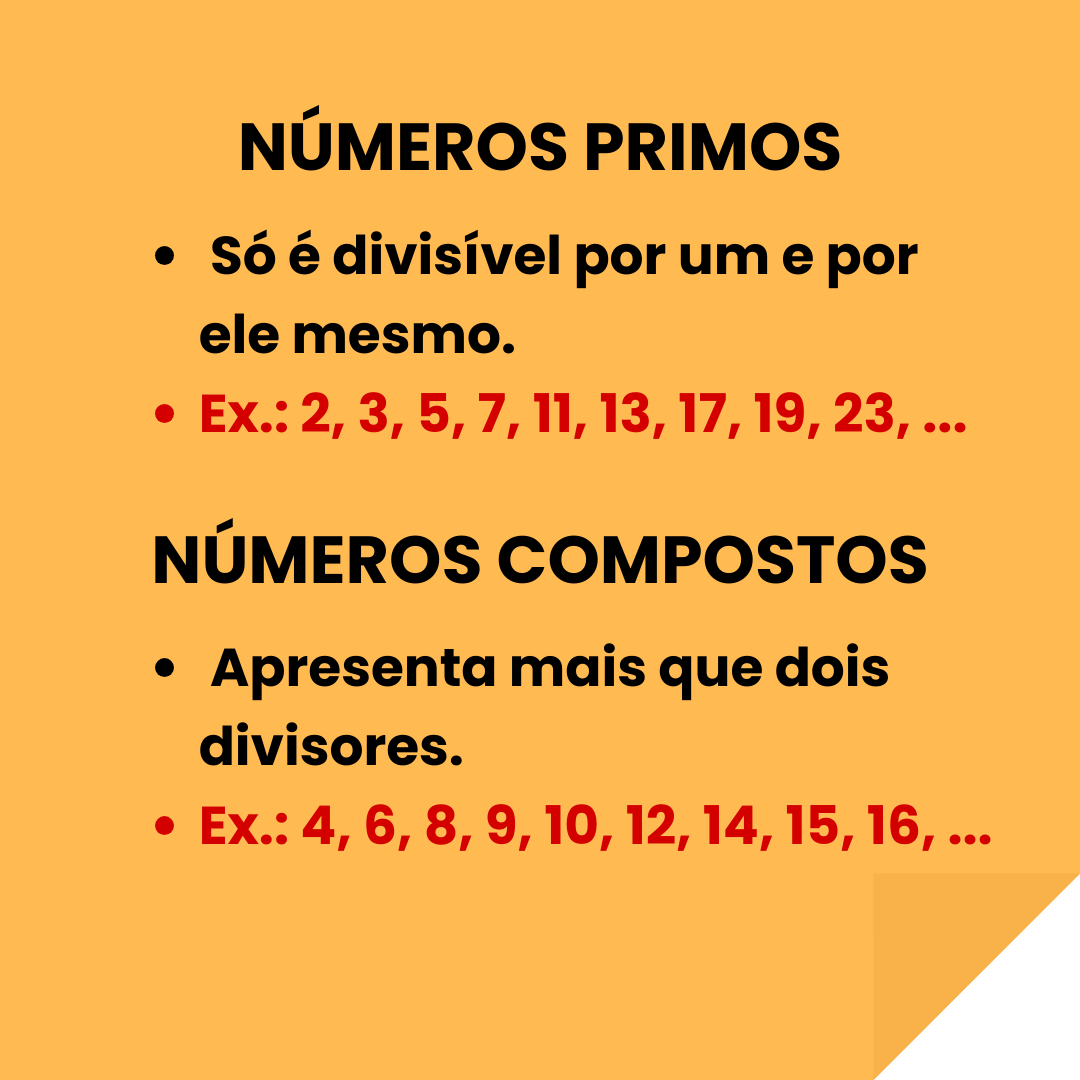 NÚMEROS PRIMOS
• Só é divisível por um e por
ele mesmo.
• Ex.: 2, 3, 5, 7, 11, 13, 17, 19, 23, ...
NÚMEROS COMPOSTOS
• Apresenta mais que dois
divisores.
• Ex.: 4, 6, 8, 9, 10, 12, 14, 15, 16, ...